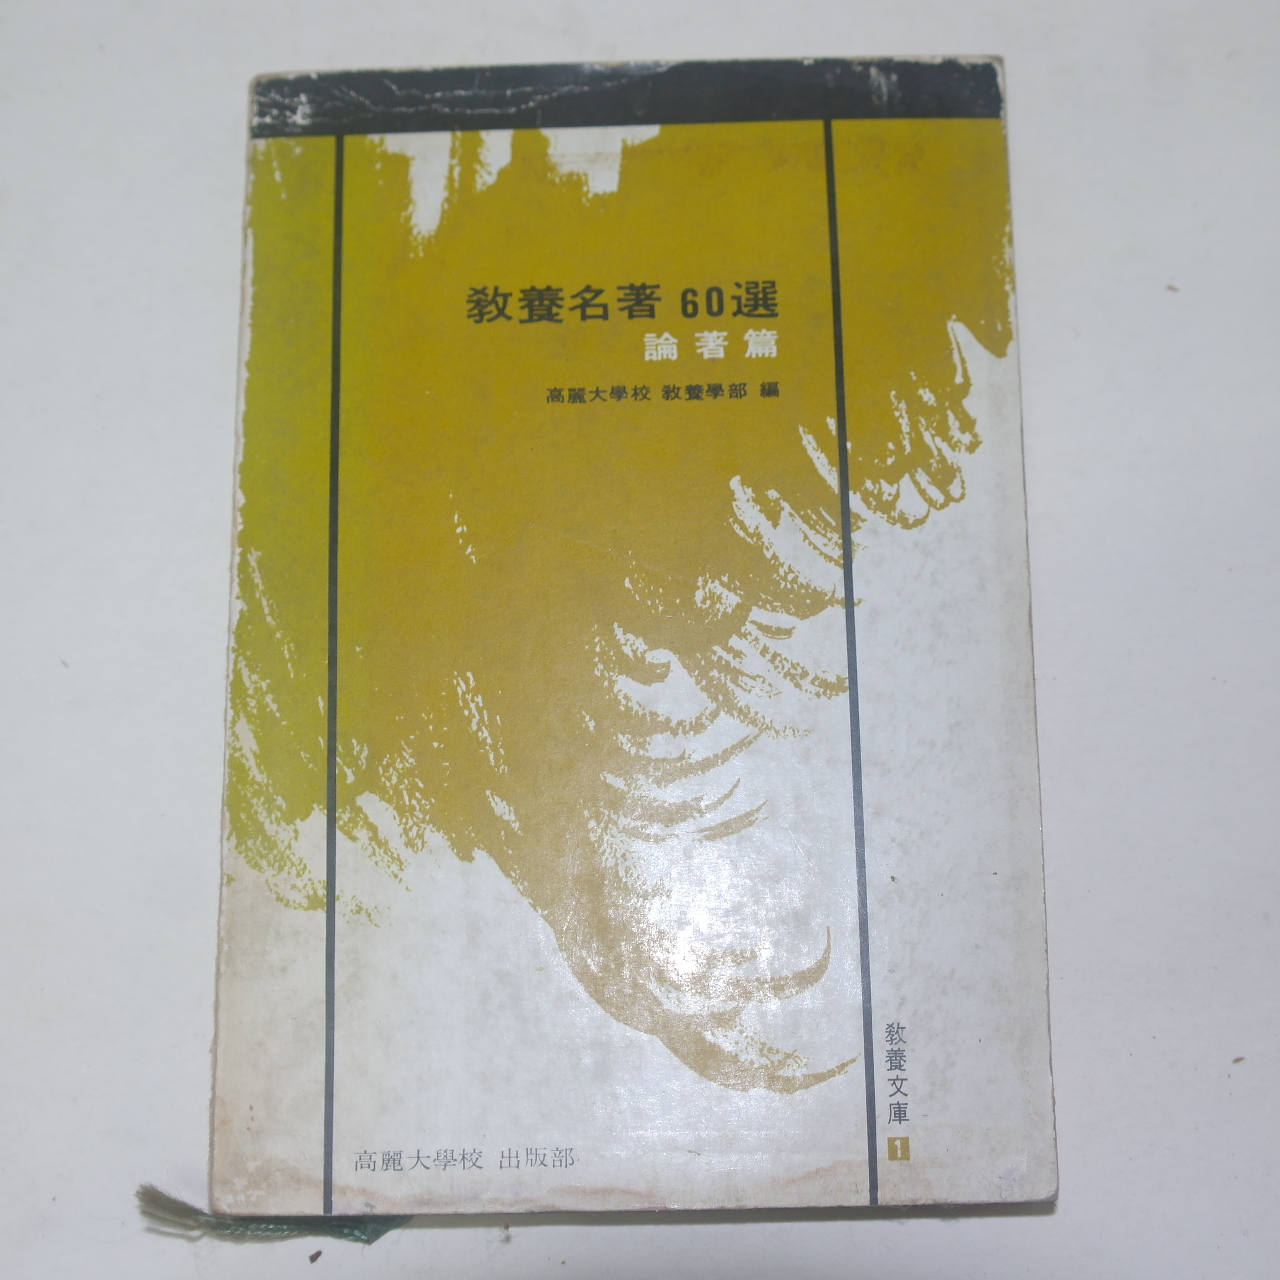 敎養名著 60選
論著篇
高麗大學校 敎養學部 編
敎養文庫 1
高麗大學校 出版部